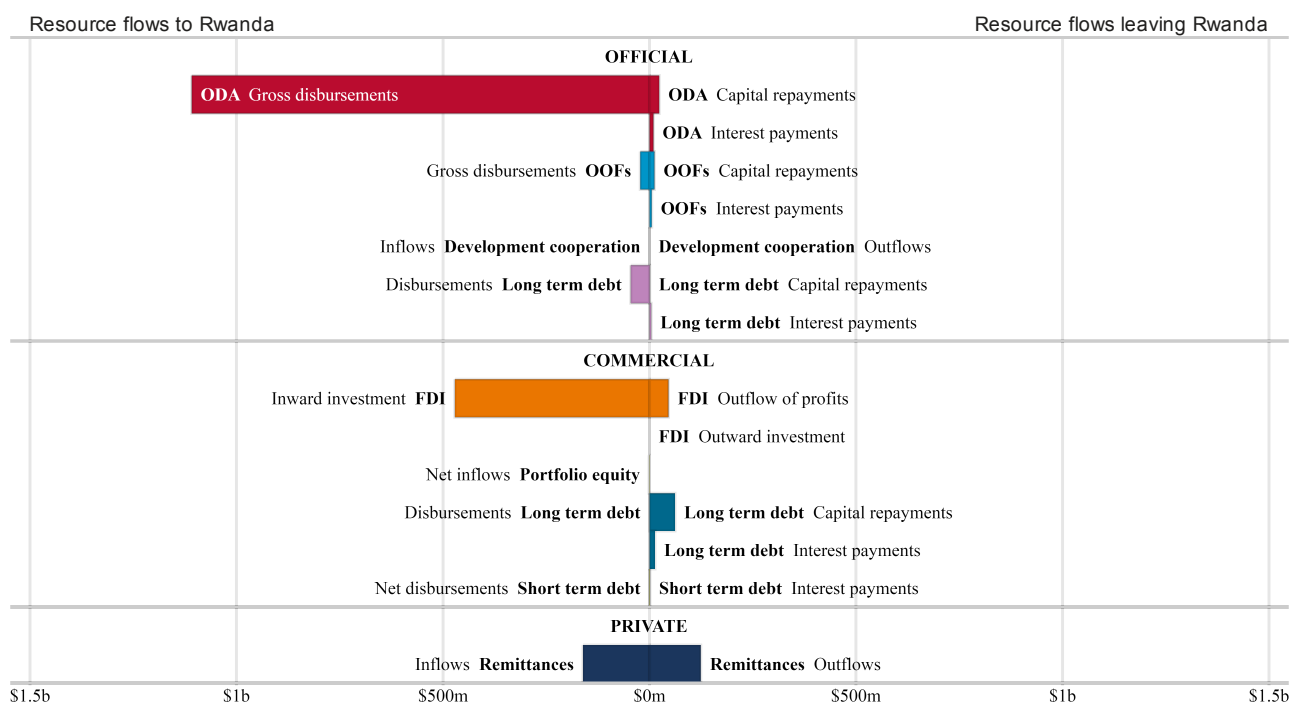 Resource flows to Rwanda Resource flows leaving Rwanda
OFFICIAL
ODA Gross disbursements ODA Capital repayments
ODA Interest payments
Gross disbursements OOFs OOFs Capital repayments
OOFs Interest payments
Inflows Development cooperation Development cooperation Outflows
Disbursements Long term debt Long term debt Capital repayments
Long term debt Interest payments
COMMERCIAL
Inward investment FDI FDI Outflow of profits
FDI Outward investment
Net inflows Portfolio equity
Disbursements Long term debt Long term debt Capital repayments
Long term debt Interest payments
Net disbursements Short term debt Short term debt Interest payments
PRIVATE
Inflows Remittances Remittances Outflows
$1.5b $1b $500m $0m $500m $1b $1.5b